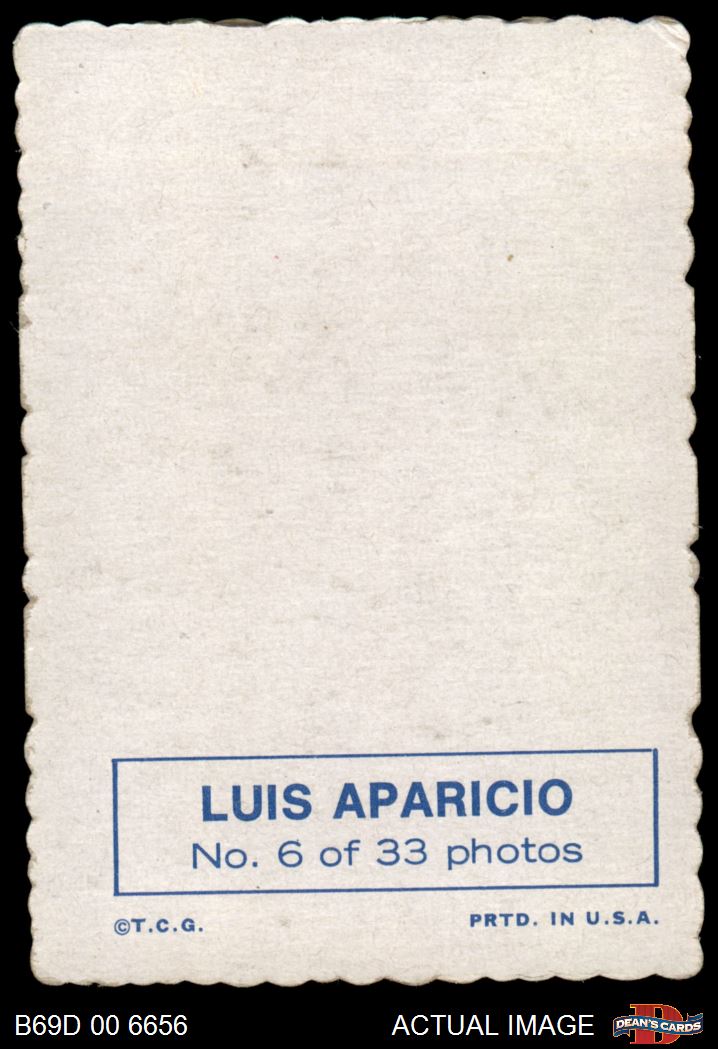 LUIS APARICIO
No. 6 of 33 photos
©T.C.G. PRTD. IN U.S.A.
B69D 00 6656 ACTUAL IMAGE DEAN'S CARDS